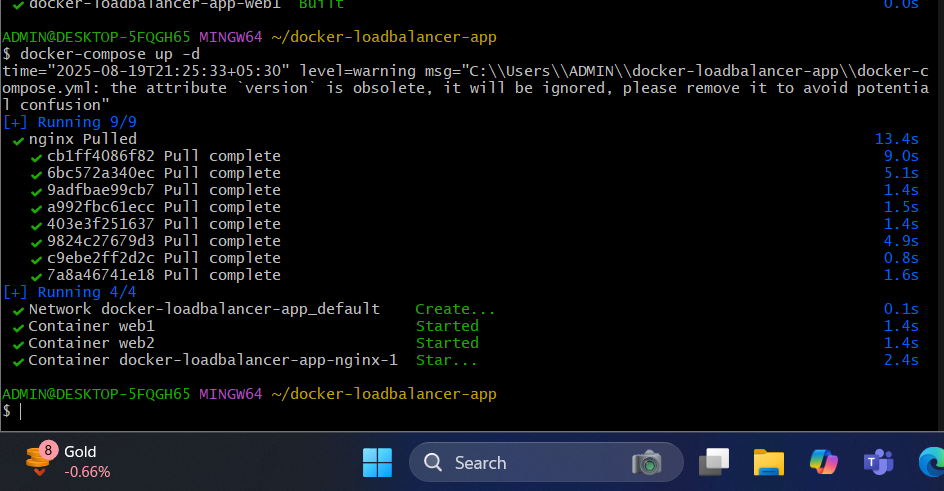 docker-loadbalancer-app-web1 Built 0.0s
ADMIN@DESKTOP-5FQGH65 MINGW64 ~/docker-loadbalancer-app
$ docker-compose up -d
time="2025-08-19T21:25:33+05:30" level=warning msg="C:\\Users\\ADMIN\\docker-loadbalancer-app\\docker-c
ompose.yml: the attribute `version` is obsolete, it will be ignored, please remove it to avoid potentia
l confusion"
[+] Running 9/9
✔ nginx Pulled 13.4s
✔ cb1ff4086f82 Pull complete 9.0s
✔ 6bc572a340ec Pull complete 5.1s
✔ 9adfbae99cb7 Pull complete 1.4s
✔ a992fbc61ecc Pull complete 1.5s
✔ 403e3f251637 Pull complete 1.4s
✔ 9824c27679d3 Pull complete 4.9s
✔ c9ebe2ff2d2c Pull complete 0.8s
✔ 7a8a46741e18 Pull complete 1.6s
[+] Running 4/4
✔ Network docker-loadbalancer-app_default Create... 0.1s
✔ Container web1 Started 1.4s
✔ Container web2 Started 1.4s
✔ Container docker-loadbalancer-app-nginx-1 Star... 2.4s
ADMIN@DESKTOP-5FQGH65 MINGW64 ~/docker-loadbalancer-app
$
8
Gold
-0.66%
Search